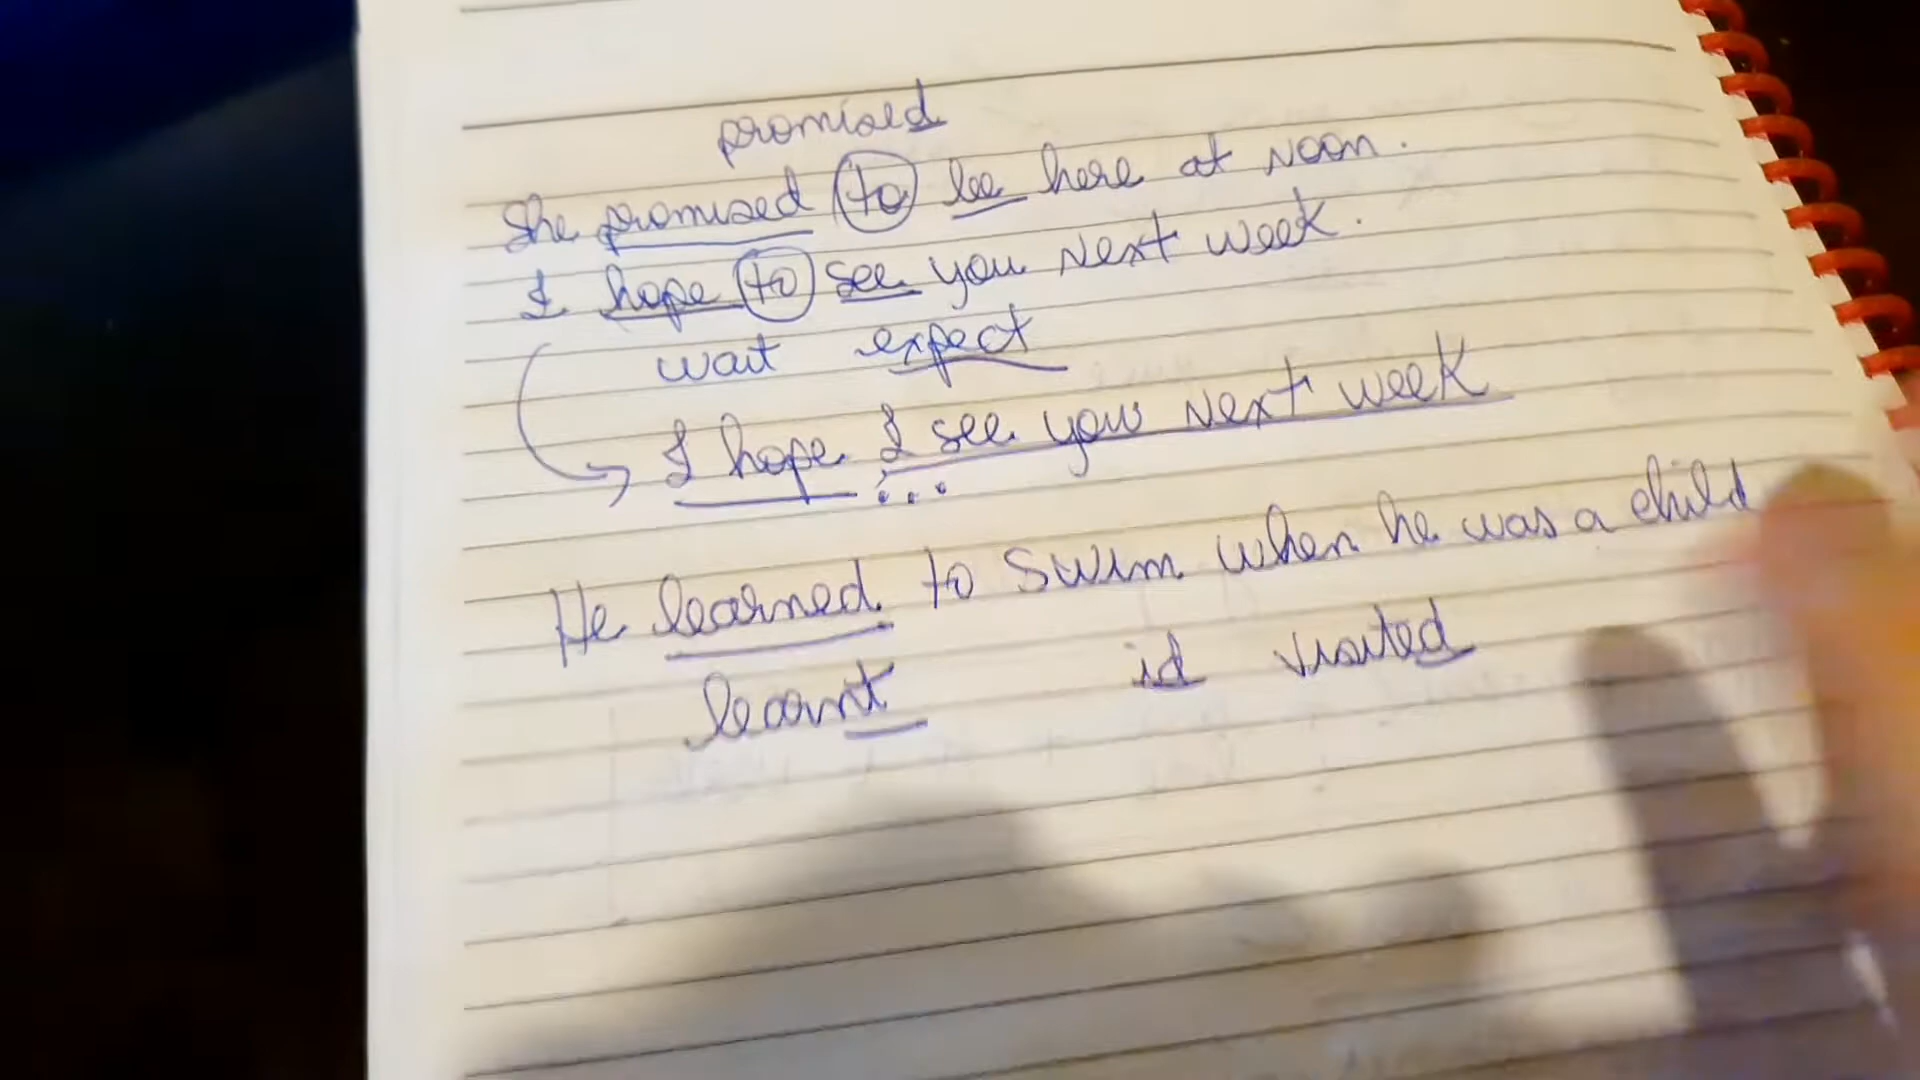 promised
She promised to be here at noon.
I hope to see you next week.
wait expect
I hope I see you next week
...
He learned to swim when he was a child
learnt id visited